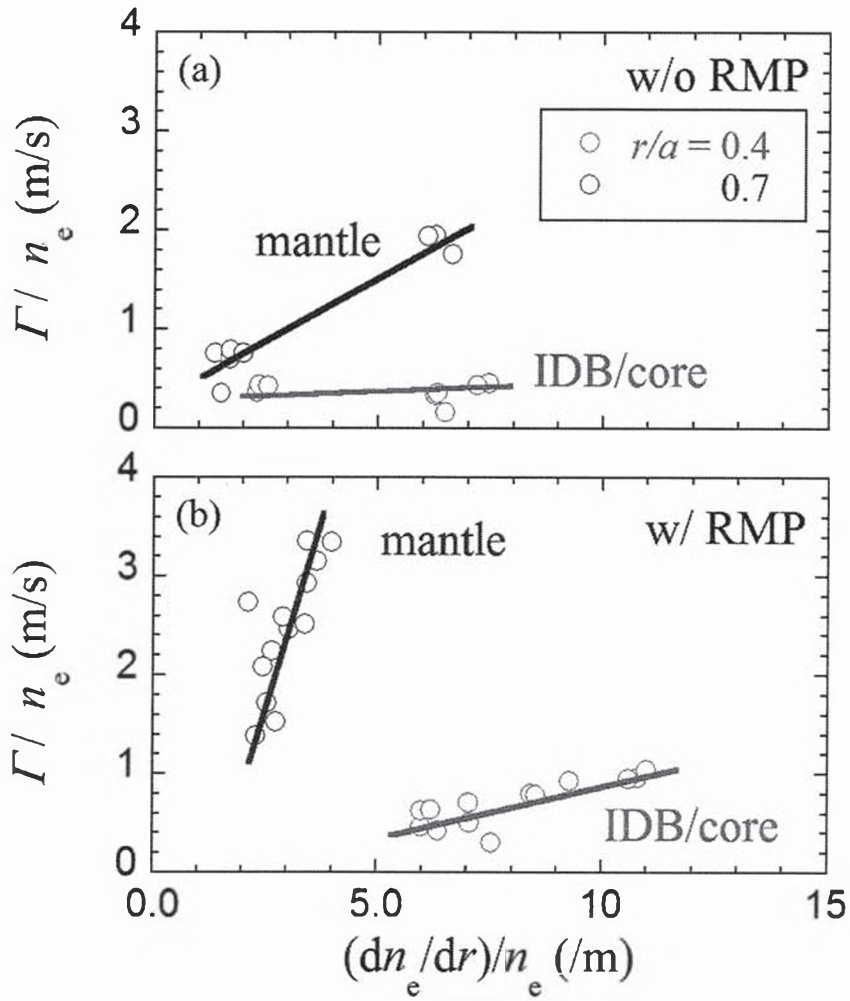 4
(a)
w/o RMP
3
r/a = 0.4
0.7
2
mantle
Γ / nₑ (m/s)
1
IDB/core
0
4
(b)
mantle
w/ RMP
3
2
Γ / nₑ (m/s)
1
IDB/core
0
0.0
5.0
10
15
(dnₑ/dr)/nₑ (/m)